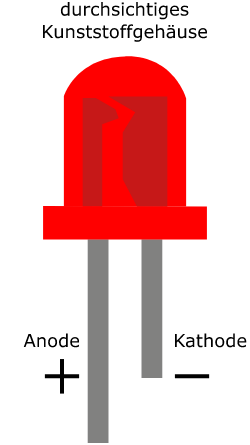 durchsichtiges
Kunststoffgehäuse
Anode
Kathode
+
−